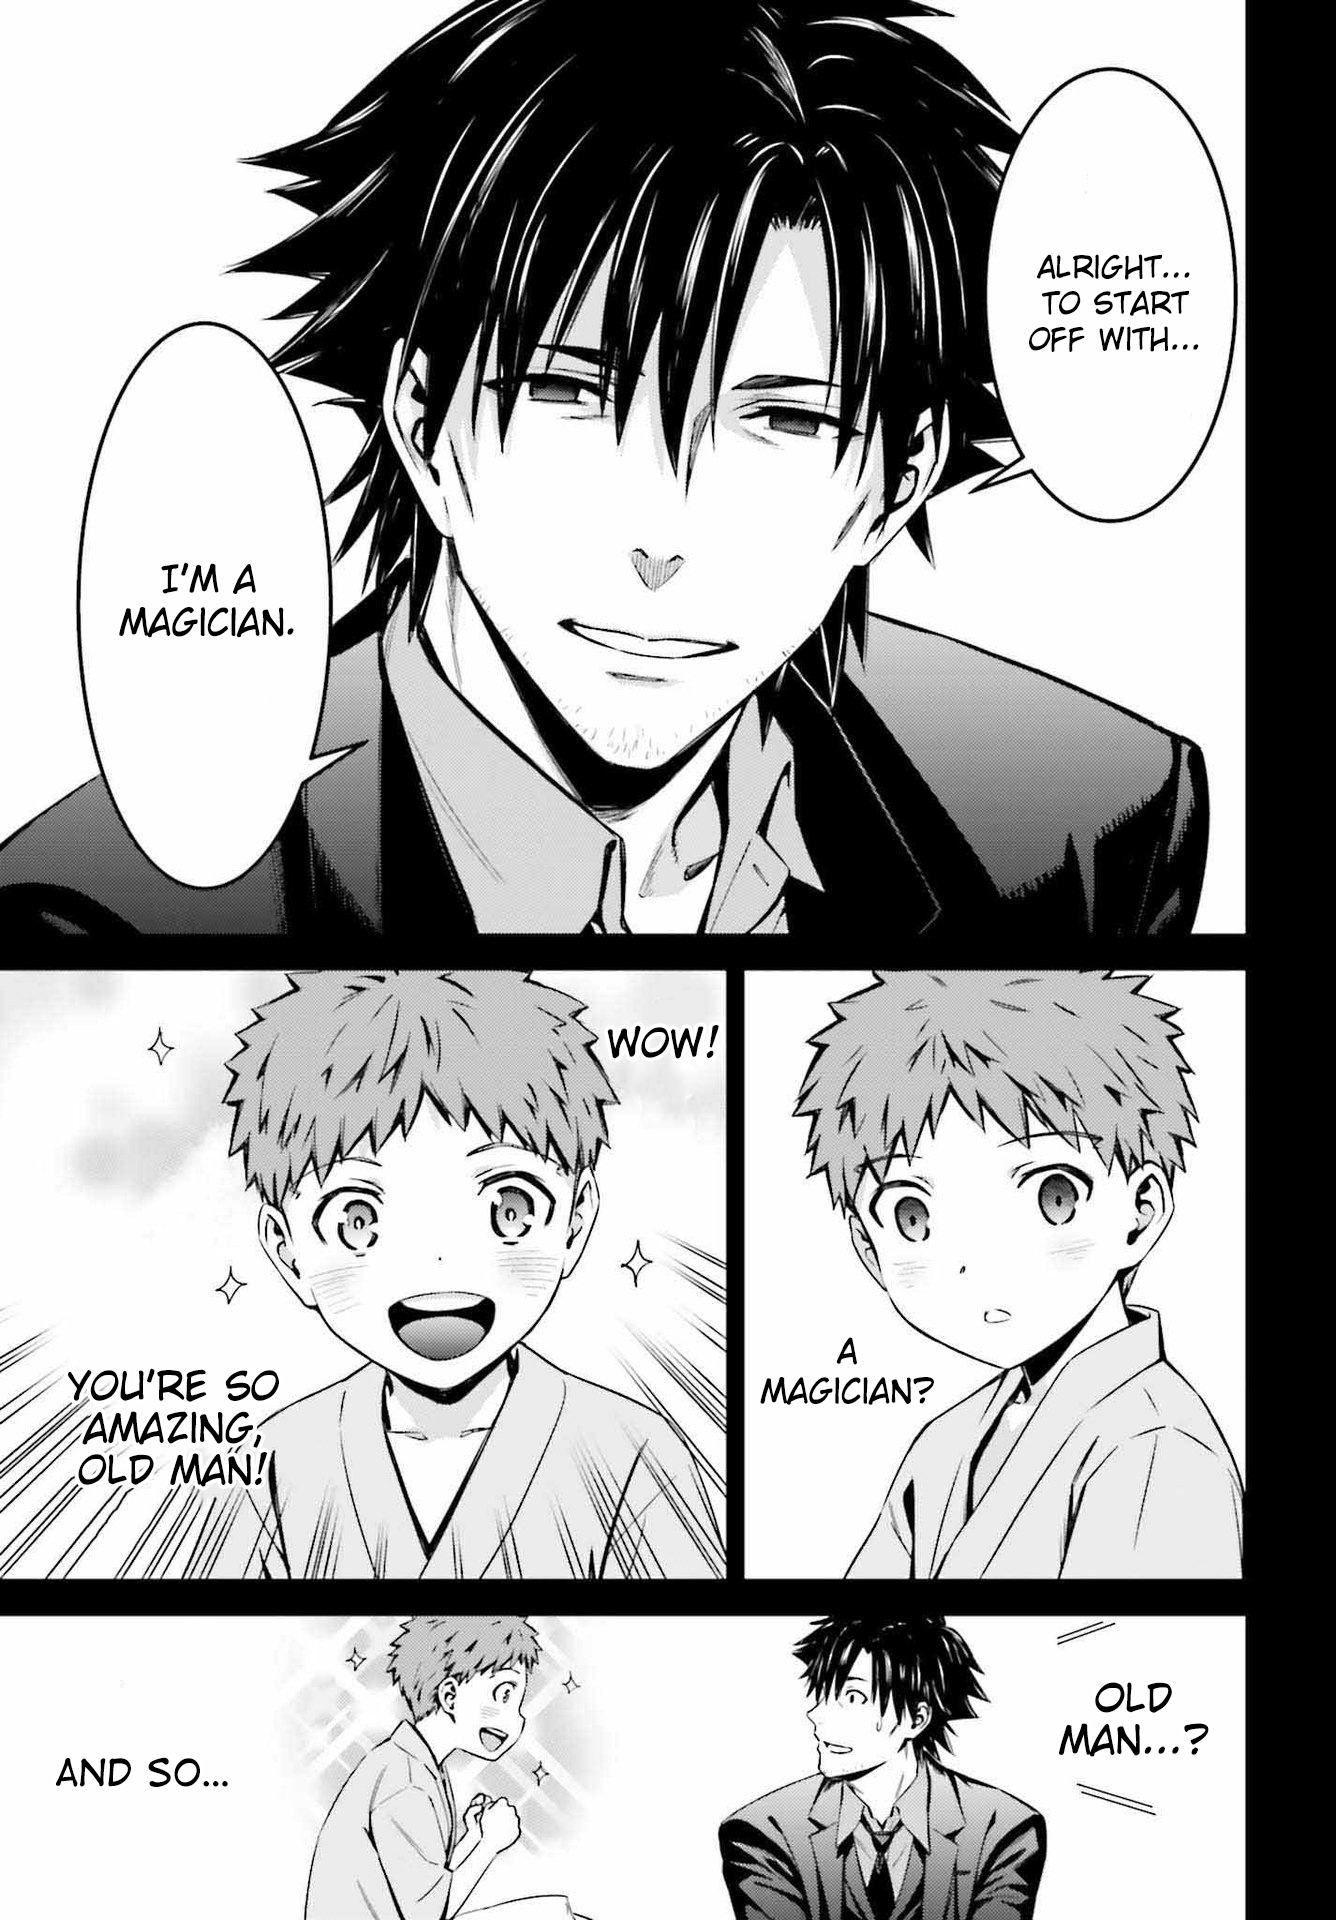 ALRIGHT...
TO START
OFF WITH...
I'M A
MAGICIAN.
A
MAGICIAN?
WOW!
YOU'RE SO
AMAZING,
OLD MAN!
OLD
MAN...?
AND SO...